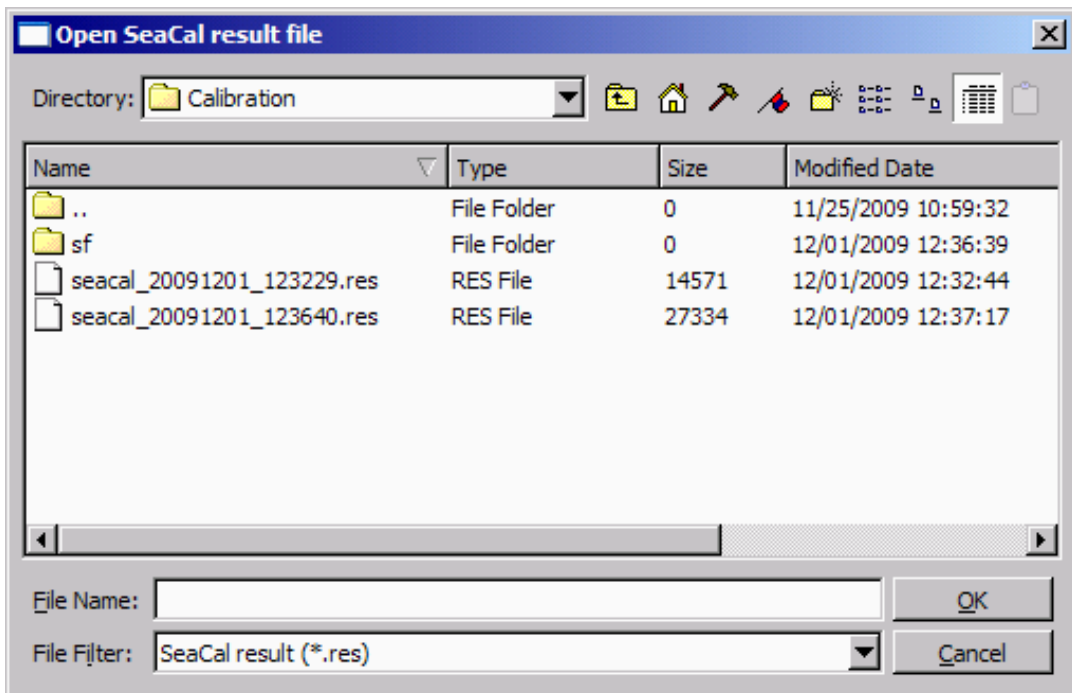 Open SeaCal result file
Directory: Calibration
Name Type Size Modified Date
.. File Folder 0 11/25/2009 10:59:32
sf File Folder 0 12/01/2009 12:36:39
seacal_20091201_123229.res RES File 14571 12/01/2009 12:32:44
seacal_20091201_123640.res RES File 27334 12/01/2009 12:37:17
File Name: OK
File Filter: SeaCal result (*.res) Cancel